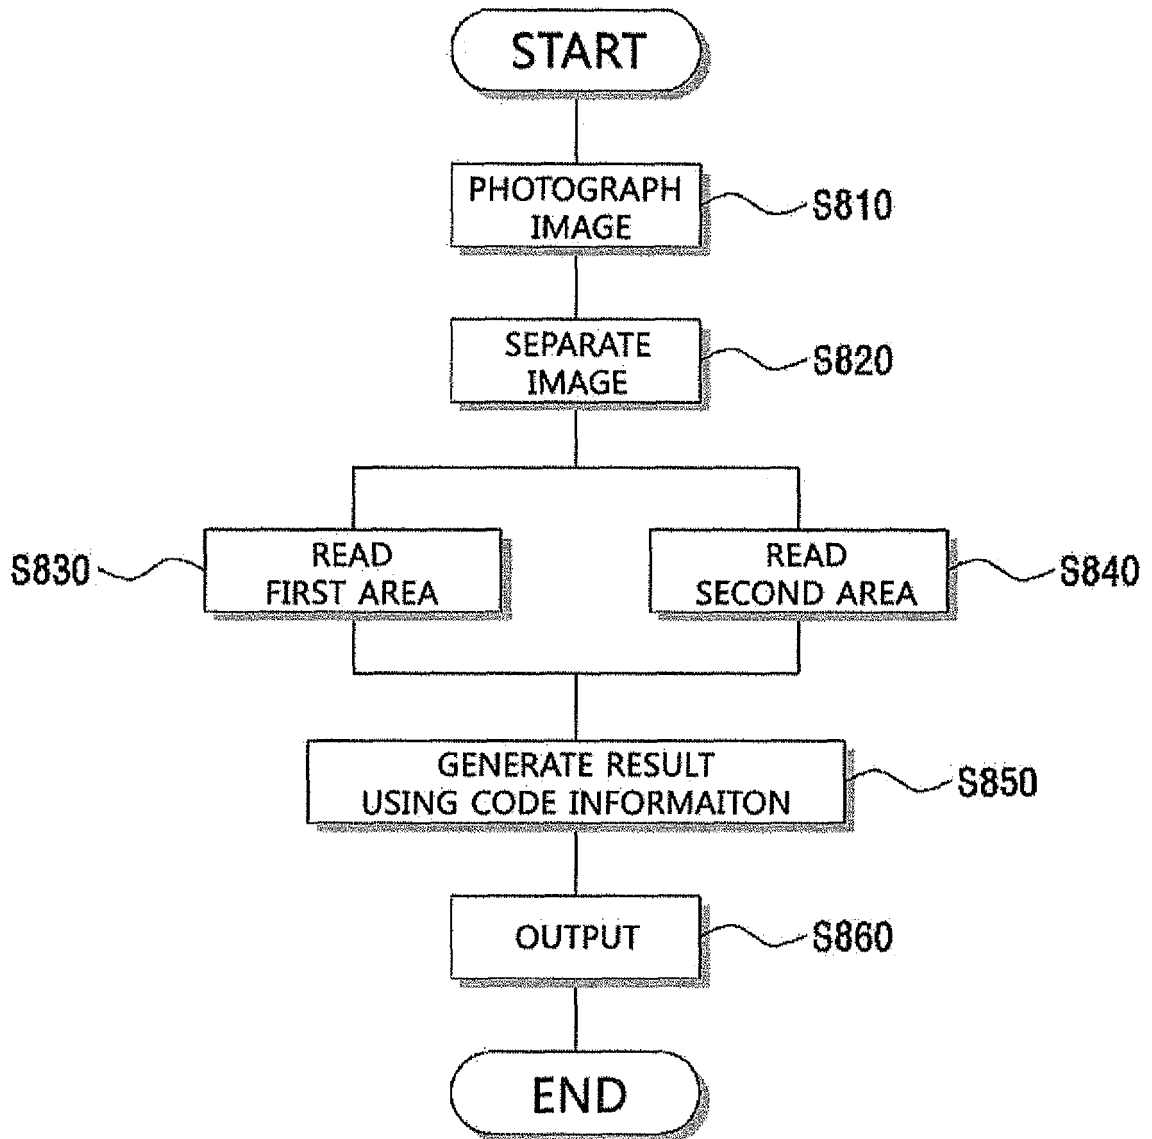 START
PHOTOGRAPH
IMAGE
S810
SEPARATE
IMAGE
S820
S830
READ
FIRST AREA
READ
SECOND AREA
S840
GENERATE RESULT
USING CODE INFORMAITON
S850
OUTPUT
S860
END